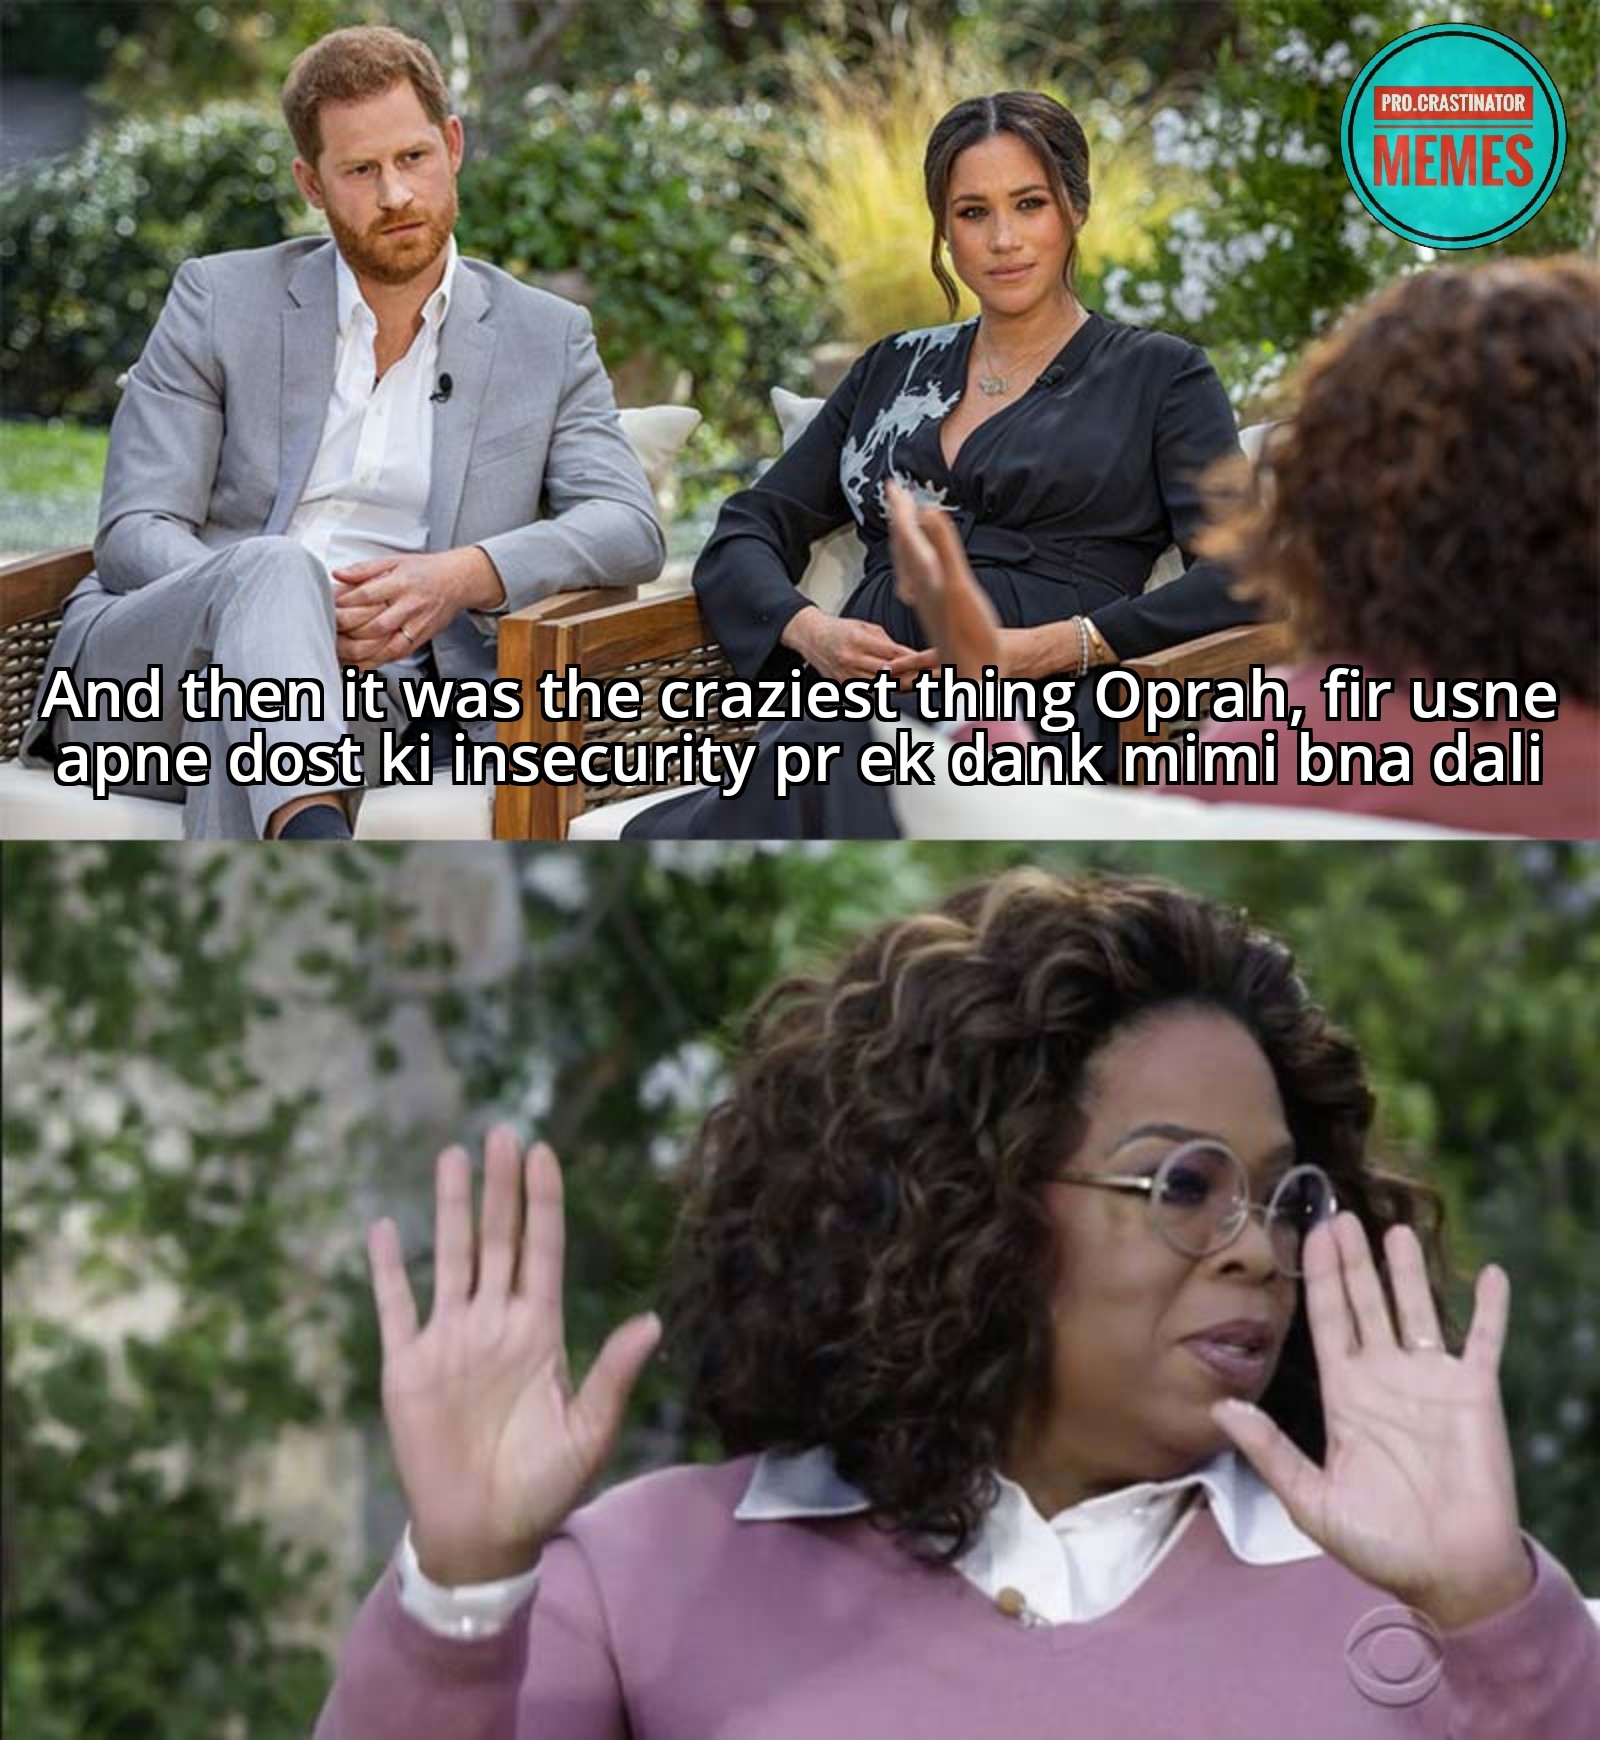 PRO.CRASTINATOR
MEMES
And then it was the craziest thing Oprah, fir usne
apne dost ki insecurity pr ek dank mimi bna dali